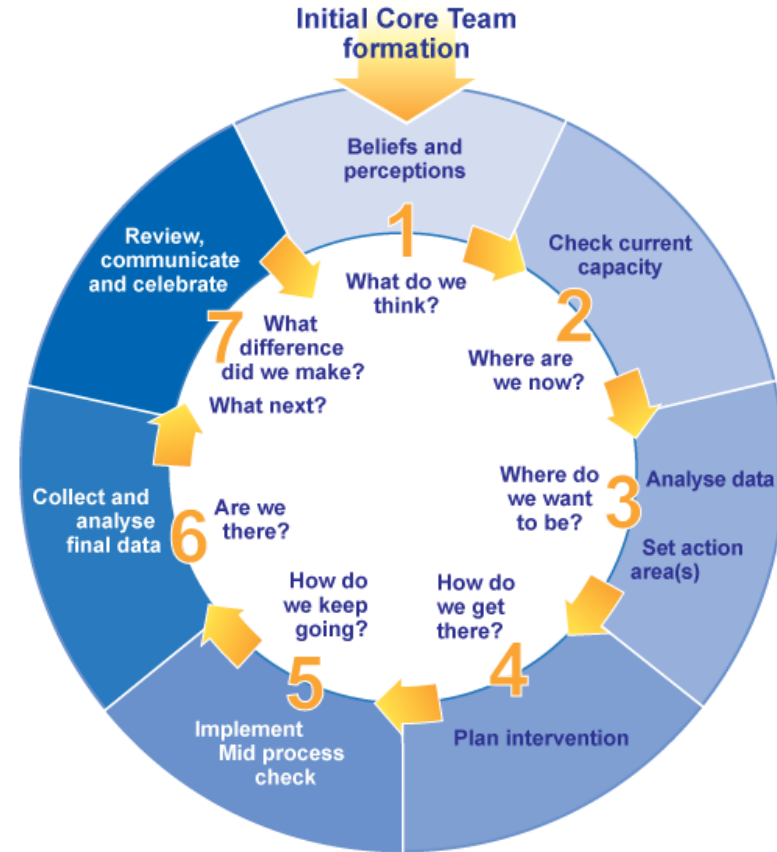 Initial Core Team
formation
Beliefs and
perceptions
1
What do we
think?
Check current
capacity
2
Where are
we now?
Analyse data
Set action
area(s)
3
Where do
we want
to be?
Plan intervention
4
How do
we get
there?
Implement
Mid process
check
5
How do
we keep
going?
Collect and
analyse
final data
6
Are we
there?
Review,
communicate
and celebrate
7
What
difference
did we make?
What next?